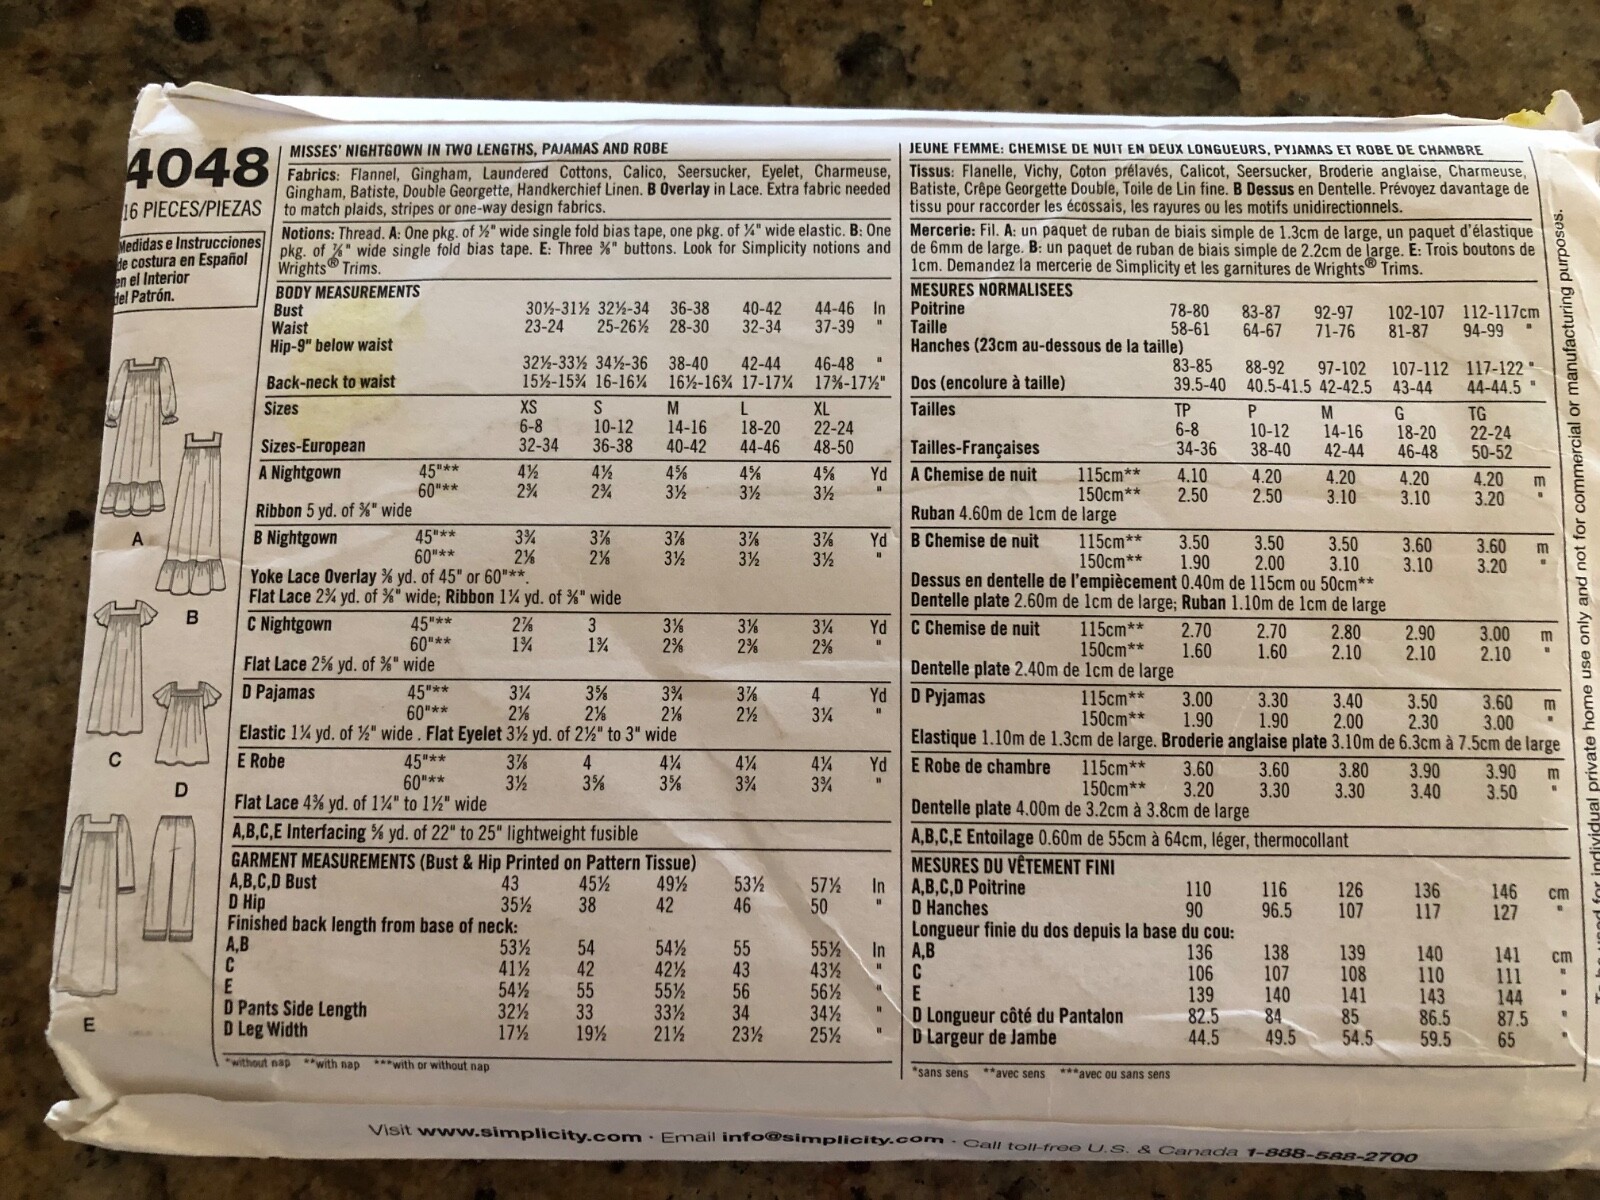 4048
16 PIECES/PIEZAS
Medidas e Instrucciones
de costura en Español
en el Interior
del Patrón.
A
B
C
D
E
MISSES' NIGHTGOWN IN TWO LENGTHS, PAJAMAS AND ROBE
Fabrics: Flannel, Gingham, Laundered Cottons, Calico, Seersucker, Eyelet, Charmeuse,
Gingham, Batiste, Double Georgette, Handkerchief Linen. B Overlay in Lace. Extra fabric needed
to match plaids, stripes or one-way design fabrics.
Notions: Thread. A: One pkg. of ½" wide single fold bias tape, one pkg. of ¼" wide elastic. B: One
pkg. of ⅞" wide single fold bias tape. E: Three ⅜" buttons. Look for Simplicity notions and
Wrights® Trims.
BODY MEASUREMENTS
Bust 30½-31½ 32½-34 36-38 40-42 44-46 In
Waist 23-24 25-26½ 28-30 32-34 37-39 "
Hip-9" below waist
32½-33½ 34½-36 38-40 42-44 46-48 "
Back-neck to waist 15½-15¾ 16-16¼ 16½-16¾ 17-17¼ 17⅜-17½"
Sizes XS S M L XL
6-8 10-12 14-16 18-20 22-24
Sizes-European 32-34 36-38 40-42 44-46 48-50
A Nightgown 45"** 4½ 4½ 4⅝ 4⅝ 4⅝ Yd
60"** 2¾ 2¾ 3½ 3½ 3½ "
Ribbon 5 yd. of ⅜" wide
B Nightgown 45"** 3¾ 3⅞ 3⅞ 3⅞ 3⅞ Yd
60"** 2⅛ 2⅛ 3½ 3½ 3½ "
Yoke Lace Overlay ⅜ yd. of 45" or 60"**.
Flat Lace 2¾ yd. of ⅜" wide; Ribbon 1¼ yd. of ⅜" wide
C Nightgown 45"** 2⅞ 3 3⅛ 3⅛ 3¼ Yd
60"** 1¾ 1¾ 2⅜ 2⅜ 2⅜ "
Flat Lace 2⅝ yd. of ⅜" wide
D Pajamas 45"** 3¼ 3⅝ 3¾ 3⅞ 4 Yd
60"** 2⅛ 2⅛ 2⅛ 2½ 3¼ "
Elastic 1¼ yd. of ½" wide . Flat Eyelet 3½ yd. of 2½" to 3" wide
E Robe 45"** 3⅞ 4 4¼ 4¼ 4¼ Yd
60"** 3½ 3⅝ 3⅝ 3¾ 3¾ "
Flat Lace 4⅜ yd. of 1¼" to 1½" wide
A,B,C,E Interfacing ⅝ yd. of 22" to 25" lightweight fusible
GARMENT MEASUREMENTS (Bust & Hip Printed on Pattern Tissue)
A,B,C,D Bust 43 45½ 49½ 53½ 57½ In
D Hip 35½ 38 42 46 50 "
Finished back length from base of neck:
A,B 53½ 54 54½ 55 55½ In
C 41½ 42 42½ 43 43½ "
E 54½ 55 55½ 56 56½ "
D Pants Side Length 32½ 33 33½ 34 34½ "
D Leg Width 17½ 19½ 21½ 23½ 25½ "
*without nap **with nap ***with or without nap
JEUNE FEMME: CHEMISE DE NUIT EN DEUX LONGUEURS, PYJAMAS ET ROBE DE CHAMBRE
Tissus: Flanelle, Vichy, Coton prélavés, Calicot, Seersucker, Broderie anglaise, Charmeuse,
Batiste, Crêpe Georgette Double, Toile de Lin fine. B Dessus en Dentelle. Prévoyez davantage de
tissu pour raccorder les écossais, les rayures ou les motifs unidirectionnels.
Mercerie: Fil. A: un paquet de ruban de biais simple de 1.3cm de large, un paquet d'élastique
de 6mm de large. B: un paquet de ruban de biais simple de 2.2cm de large. E: Trois boutons de
1cm. Demandez la mercerie de Simplicity et les garnitures de Wrights® Trims.
MESURES NORMALISEES
Poitrine 78-80 83-87 92-97 102-107 112-117cm
Taille 58-61 64-67 71-76 81-87 94-99 "
Hanches (23cm au-dessous de la taille)
83-85 88-92 97-102 107-112 117-122 "
Dos (encolure à taille) 39.5-40 40.5-41.5 42-42.5 43-44 44-44.5 "
Tailles TP P M G TG
6-8 10-12 14-16 18-20 22-24
Tailles-Françaises 34-36 38-40 42-44 46-48 50-52
A Chemise de nuit 115cm** 4.10 4.20 4.20 4.20 4.20 m
150cm** 2.50 2.50 3.10 3.10 3.20 "
Ruban 4.60m de 1cm de large
B Chemise de nuit 115cm** 3.50 3.50 3.50 3.60 3.60 m
150cm** 1.90 2.00 3.10 3.10 3.20 "
Dessus en dentelle de l'empiècement 0.40m de 115cm ou 50cm**
Dentelle plate 2.60m de 1cm de large; Ruban 1.10m de 1cm de large
C Chemise de nuit 115cm** 2.70 2.70 2.80 2.90 3.00 m
150cm** 1.60 1.60 2.10 2.10 2.10 "
Dentelle plate 2.40m de 1cm de large
D Pyjamas 115cm** 3.00 3.30 3.40 3.50 3.60 m
150cm** 1.90 1.90 2.00 2.30 3.00 "
Elastique 1.10m de 1.3cm de large. Broderie anglaise plate 3.10m de 6.3cm à 7.5cm de large
E Robe de chambre 115cm** 3.60 3.60 3.80 3.90 3.90 m
150cm** 3.20 3.30 3.30 3.40 3.50 "
Dentelle plate 4.00m de 3.2cm à 3.8cm de large
A,B,C,E Entoilage 0.60m de 55cm à 64cm, léger, thermocollant
MESURES DU VÊTEMENT FINI
A,B,C,D Poitrine 110 116 126 136 146 cm
D Hanches 90 96.5 107 117 127 "
Longueur finie du dos depuis la base du cou:
A,B 136 138 139 140 141 cm
C 106 107 108 110 111 "
E 139 140 141 143 144 "
D Longueur côté du Pantalon 82.5 84 85 86.5 87.5 "
D Largeur de Jambe 44.5 49.5 54.5 59.5 65 "
*sans sens **avec sens ***avec ou sans sens
for individual private home use only and not for commercial or manufacturing purposes.
Visit www.simplicity.com · Email info@simplicity.com · Call toll-free U.S. & Canada 1-888-588-2700